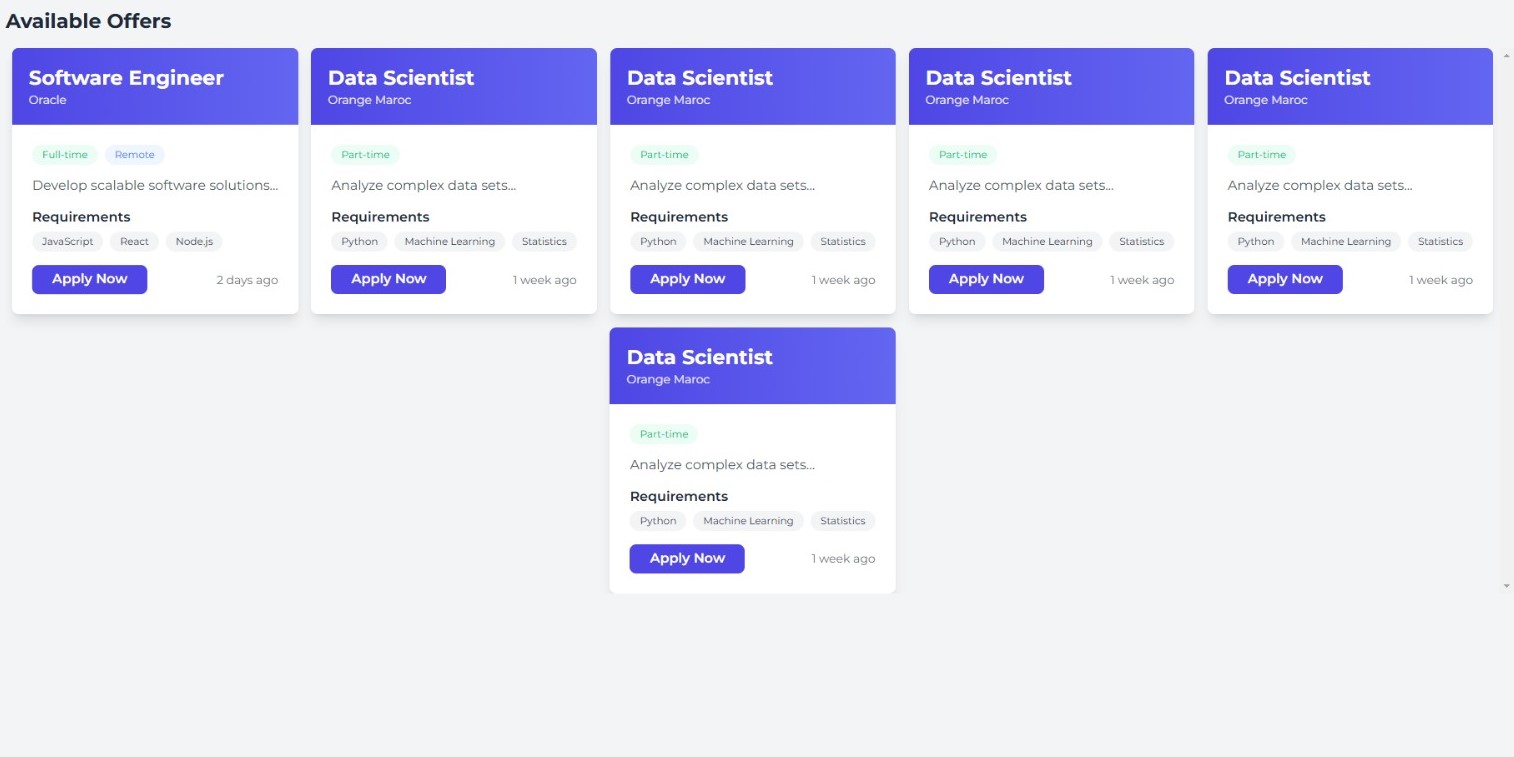 Available Offers
Software Engineer
Oracle
Full-time Remote
Develop scalable software solutions...
Requirements
JavaScript React Node.js
Apply Now 2 days ago
Data Scientist
Orange Maroc
Part-time
Analyze complex data sets...
Requirements
Python Machine Learning Statistics
Apply Now 1 week ago
Data Scientist
Orange Maroc
Part-time
Analyze complex data sets...
Requirements
Python Machine Learning Statistics
Apply Now 1 week ago
Data Scientist
Orange Maroc
Part-time
Analyze complex data sets...
Requirements
Python Machine Learning Statistics
Apply Now 1 week ago
Data Scientist
Orange Maroc
Part-time
Analyze complex data sets...
Requirements
Python Machine Learning Statistics
Apply Now 1 week ago
Data Scientist
Orange Maroc
Part-time
Analyze complex data sets...
Requirements
Python Machine Learning Statistics
Apply Now 1 week ago